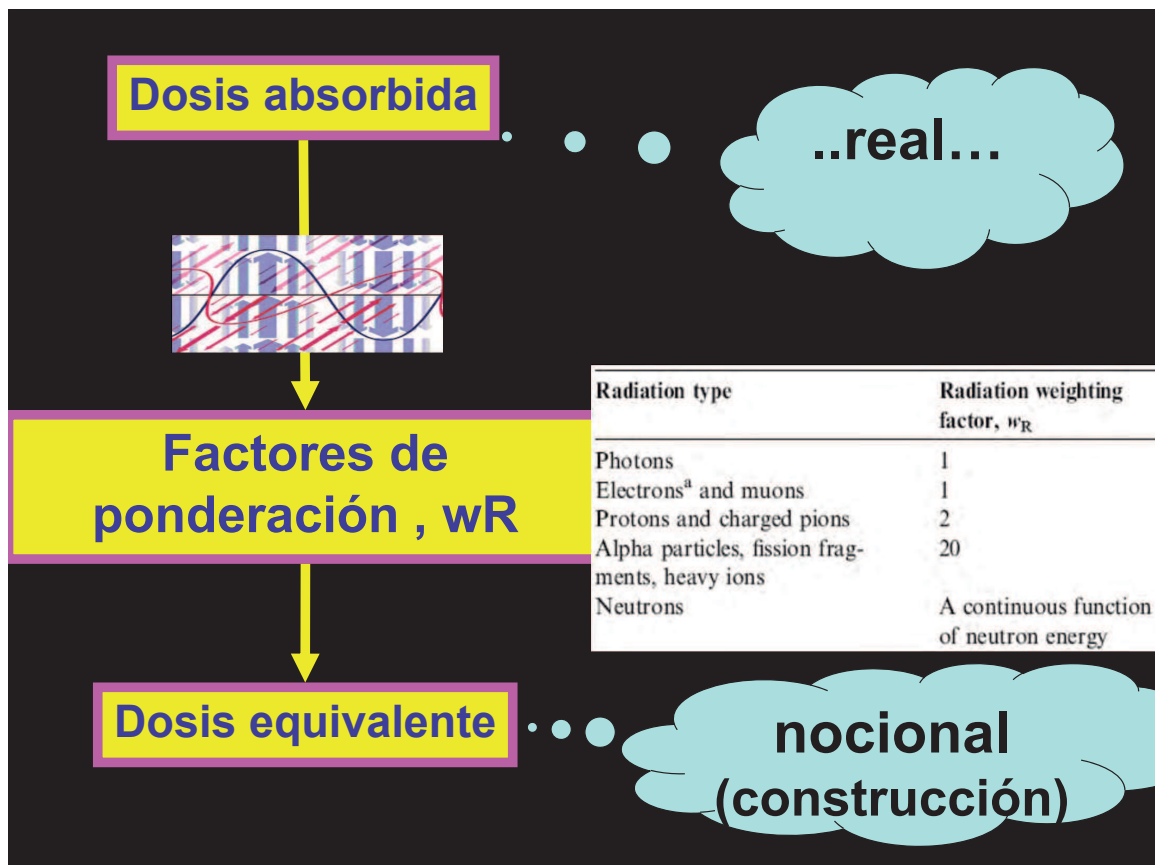 Dosis absorbida
..real…
Factores de
ponderación , wR
Radiation type Radiation weighting
factor, wR
Photons 1
Electronsa and muons 1
Protons and charged pions 2
Alpha particles, fission frag- 20
ments, heavy ions
Neutrons A continuous function
of neutron energy
Dosis equivalente
nocional
(construcción)